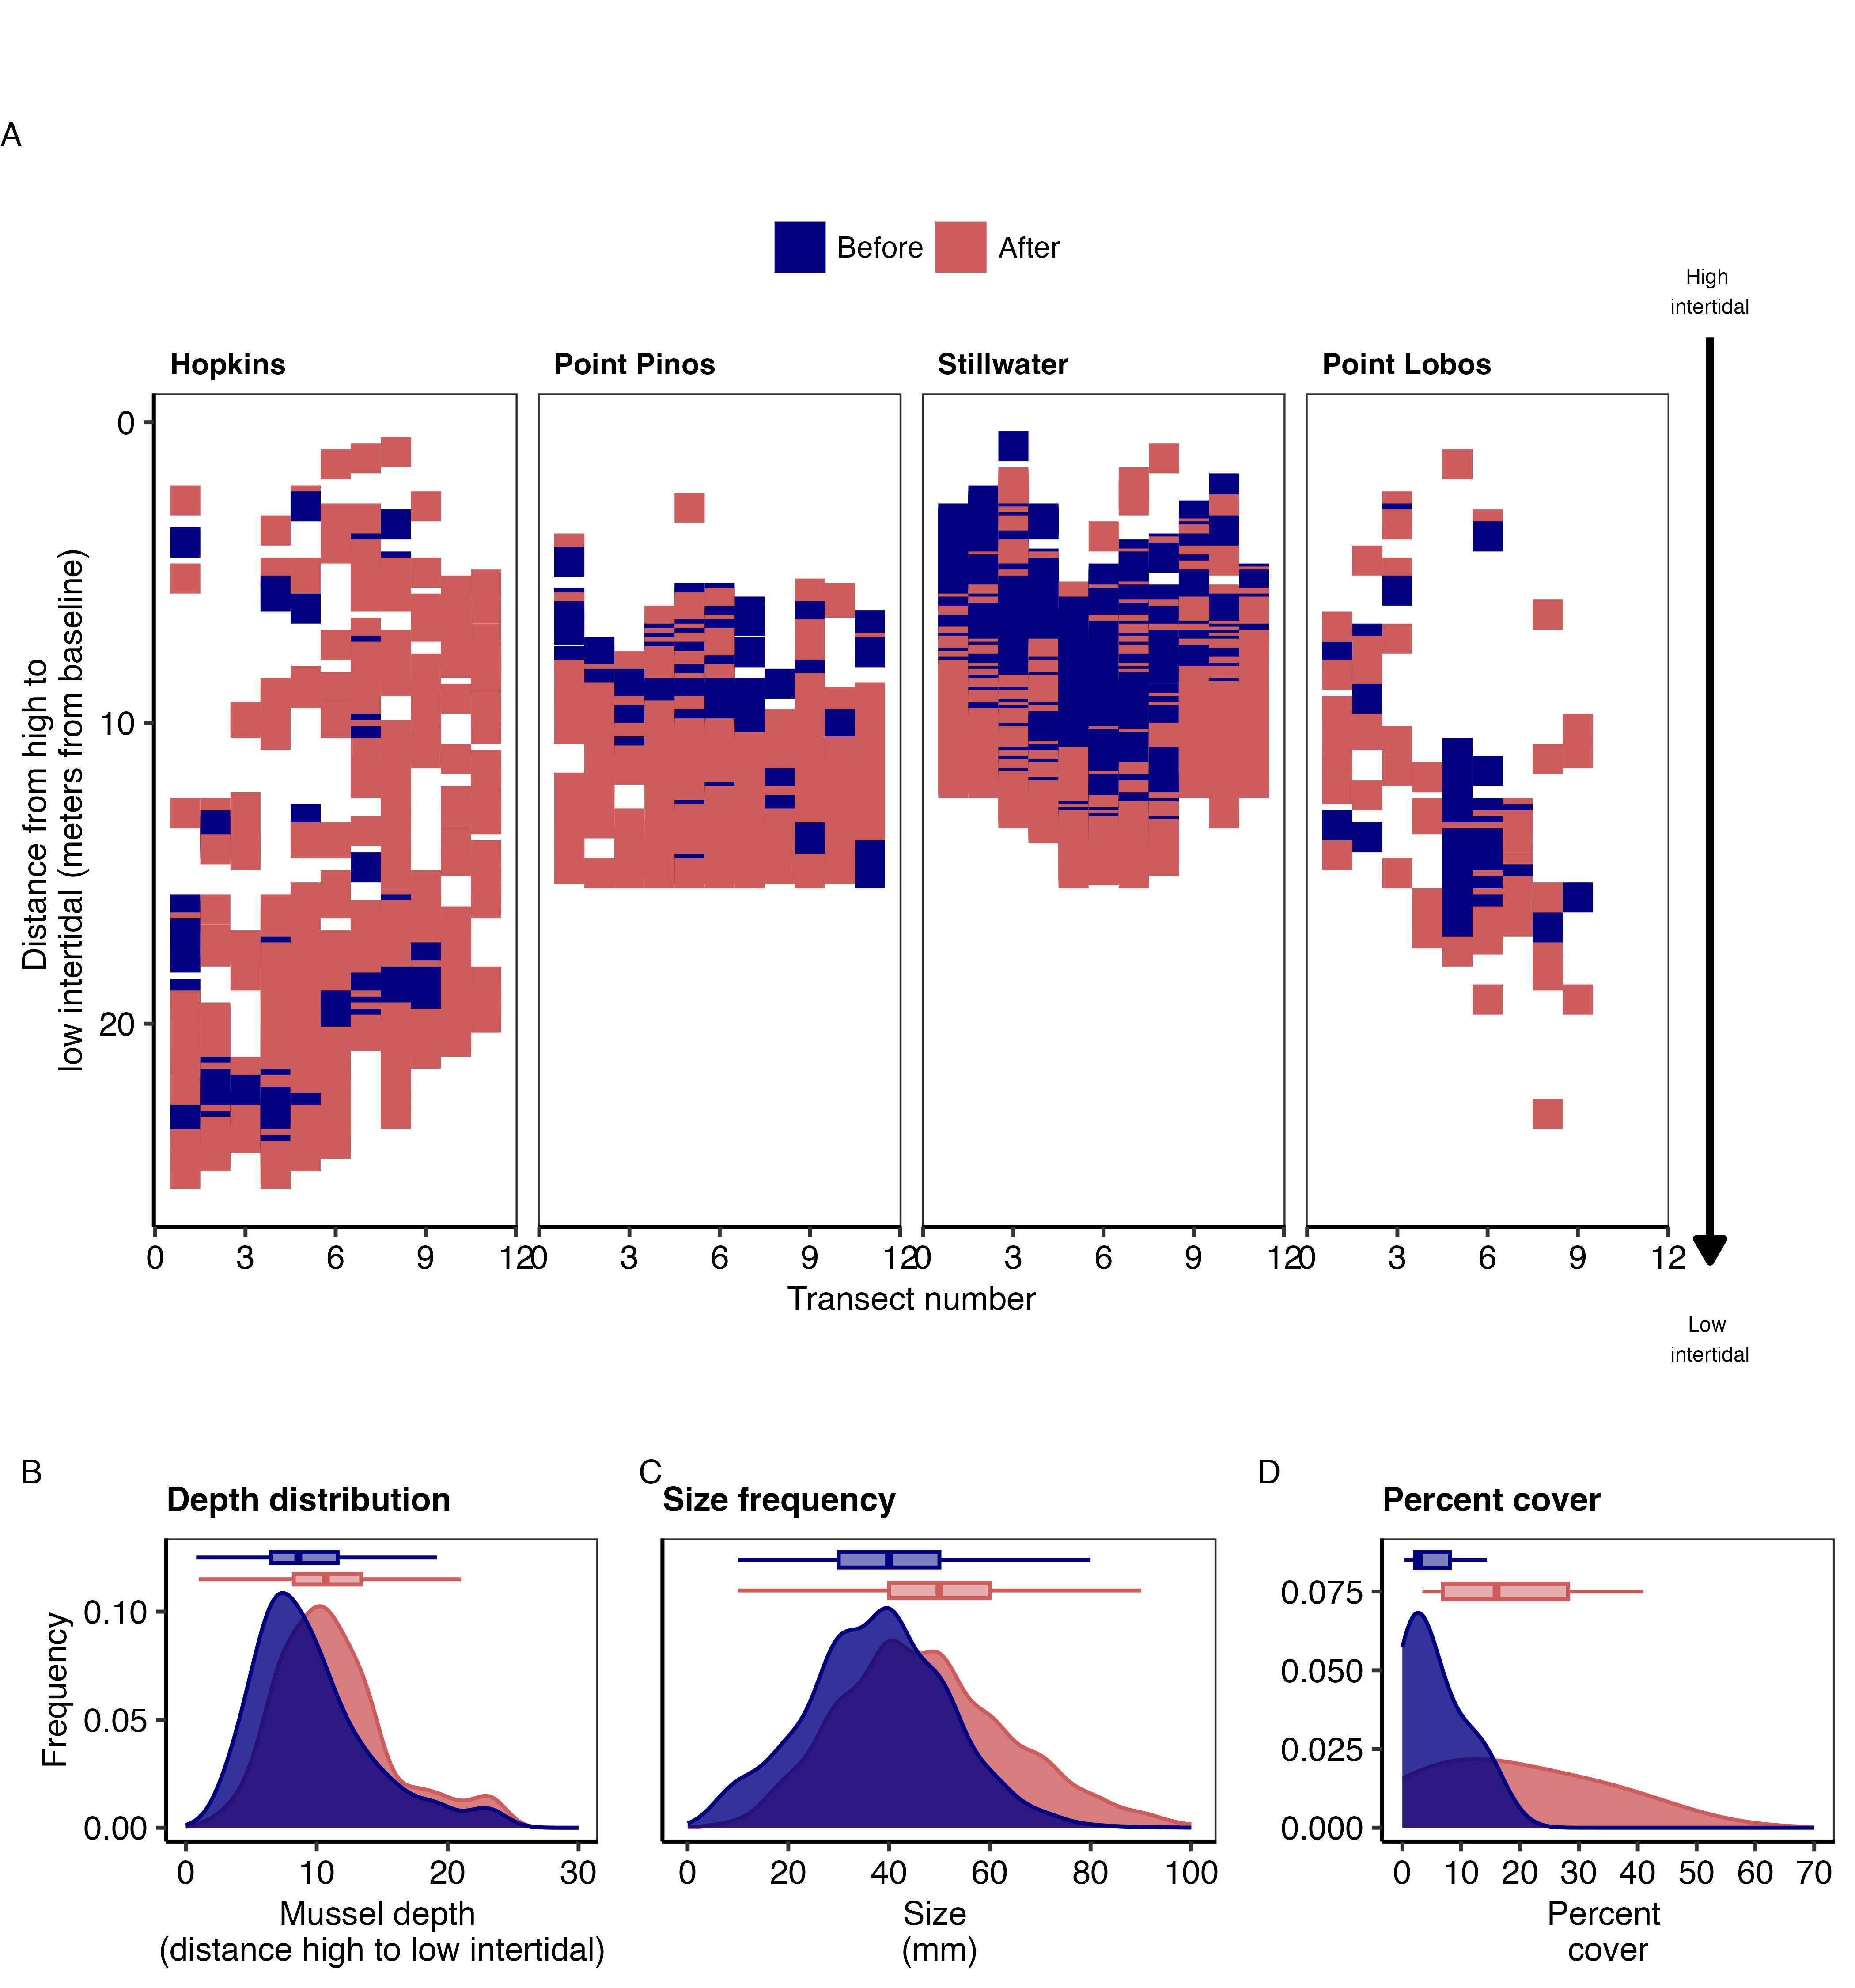 A
Before After
High
intertidal
Hopkins Point Pinos Stillwater Point Lobos
0
10
20
Distance from high to
low intertidal (meters from baseline)
0 3 6 9 12 0 3 6 9 12 0 3 6 9 12 0 3 6 9 12
Transect number
Low
intertidal
B C D
Depth distribution Size frequency Percent cover
0.10
0.05
0.00
Frequency
0 10 20 30
Mussel depth
(distance high to low intertidal)
0 20 40 60 80 100
Size
(mm)
0.075
0.050
0.025
0.000
0 10 20 30 40 50 60 70
Percent
cover